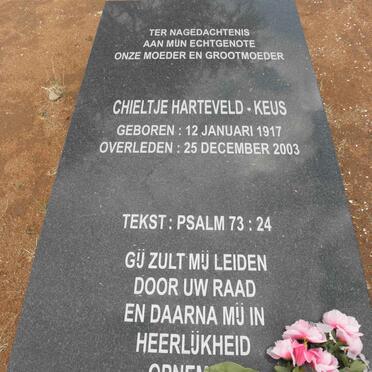 TER NAGEDACHTENIS
AAN MIJN ECHTGENOTE
ONZE MOEDER EN GROOTMOEDER
CHIELTJE HARTEVELD - KEUS
GEBOREN : 12 JANUARI 1917
OVERLEDEN : 25 DECEMBER 2003
TEKST : PSALM 73 : 24
GIJ ZULT MIJ LEIDEN
DOOR UW RAAD
EN DAARNA MIJ IN
HEERLIJKHEID